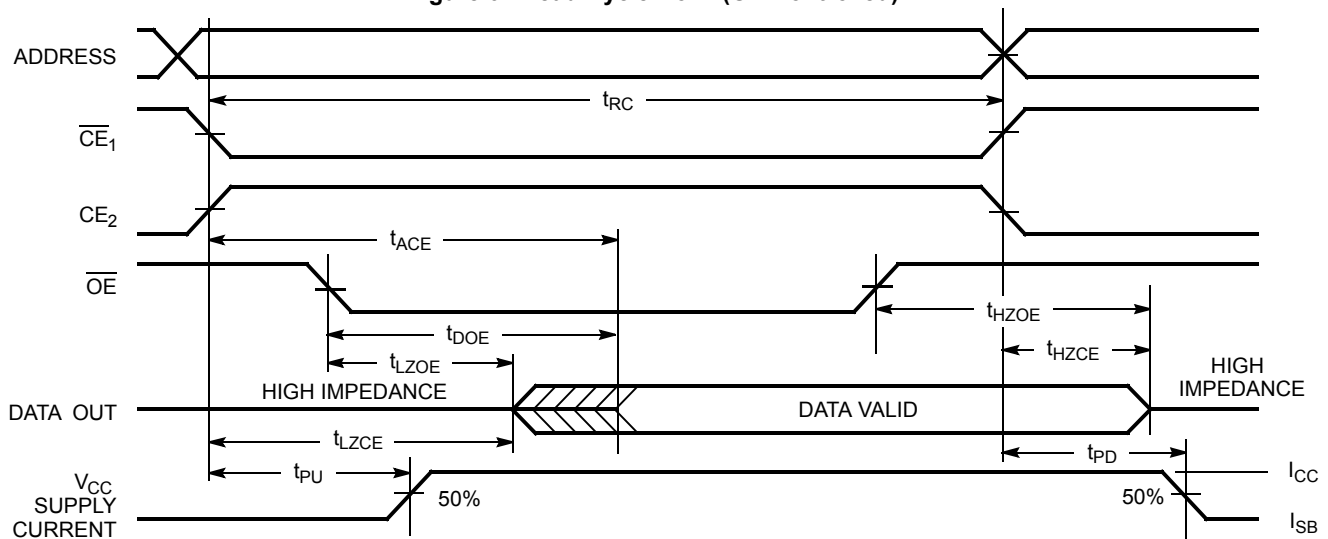 ADDRESS
tRC
CE1
CE2
tACE
OE
tHZOE
tDOE
tHZCE
tLZOE
HIGH IMPEDANCE
HIGH
IMPEDANCE
DATA OUT
DATA VALID
tLZCE
tPU
tPD
VCC
SUPPLY
CURRENT
50%
50%
ICC
ISB